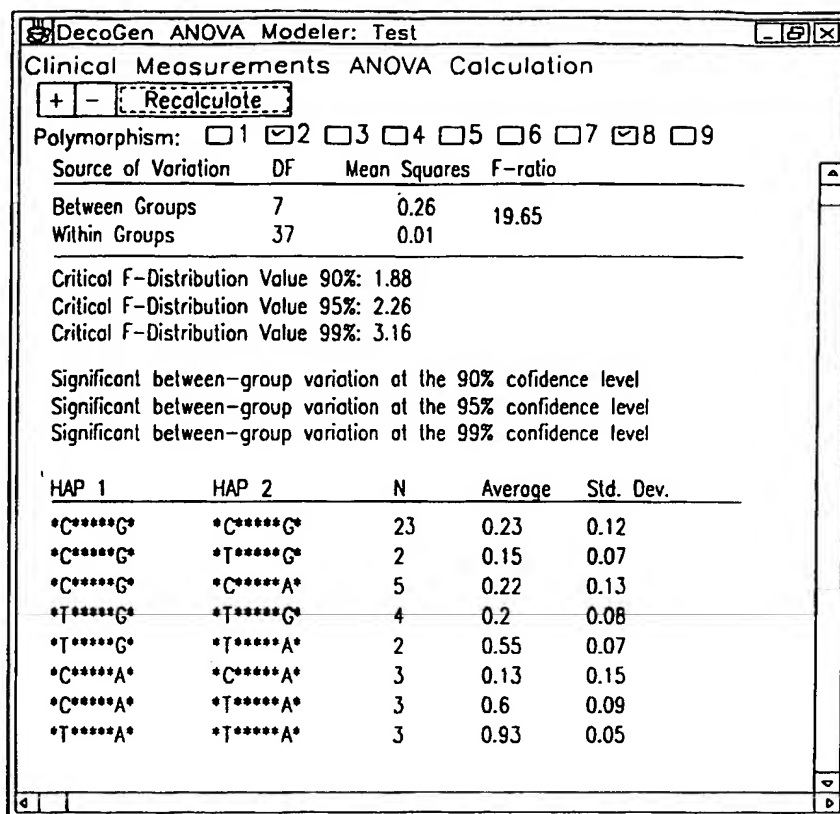 DecoGen ANOVA Modeler: Test
Clinical Measurements ANOVA Calculation
+ - Recalculate
Polymorphism: 1 2 3 4 5 6 7 8 9
Source of Variation DF Mean Squares F-ratio
Between Groups 7 0.26 19.65
Within Groups 37 0.01
Critical F-Distribution Value 90%: 1.88
Critical F-Distribution Value 95%: 2.26
Critical F-Distribution Value 99%: 3.16
Significant between-group variation at the 90% cofidence level
Significant between-group variation at the 95% confidence level
Significant between-group variation at the 99% confidence level
HAP 1 HAP 2 N Average Std. Dev.
*C*****G* *C*****G* 23 0.23 0.12
*C*****G* *T*****G* 2 0.15 0.07
*C*****G* *C*****A* 5 0.22 0.13
*T*****G* *T*****G* 4 0.2 0.08
*T*****G* *T*****A* 2 0.55 0.07
*C*****A* *C*****A* 3 0.13 0.15
*C*****A* *T*****A* 3 0.6 0.09
*T*****A* *T*****A* 3 0.93 0.05